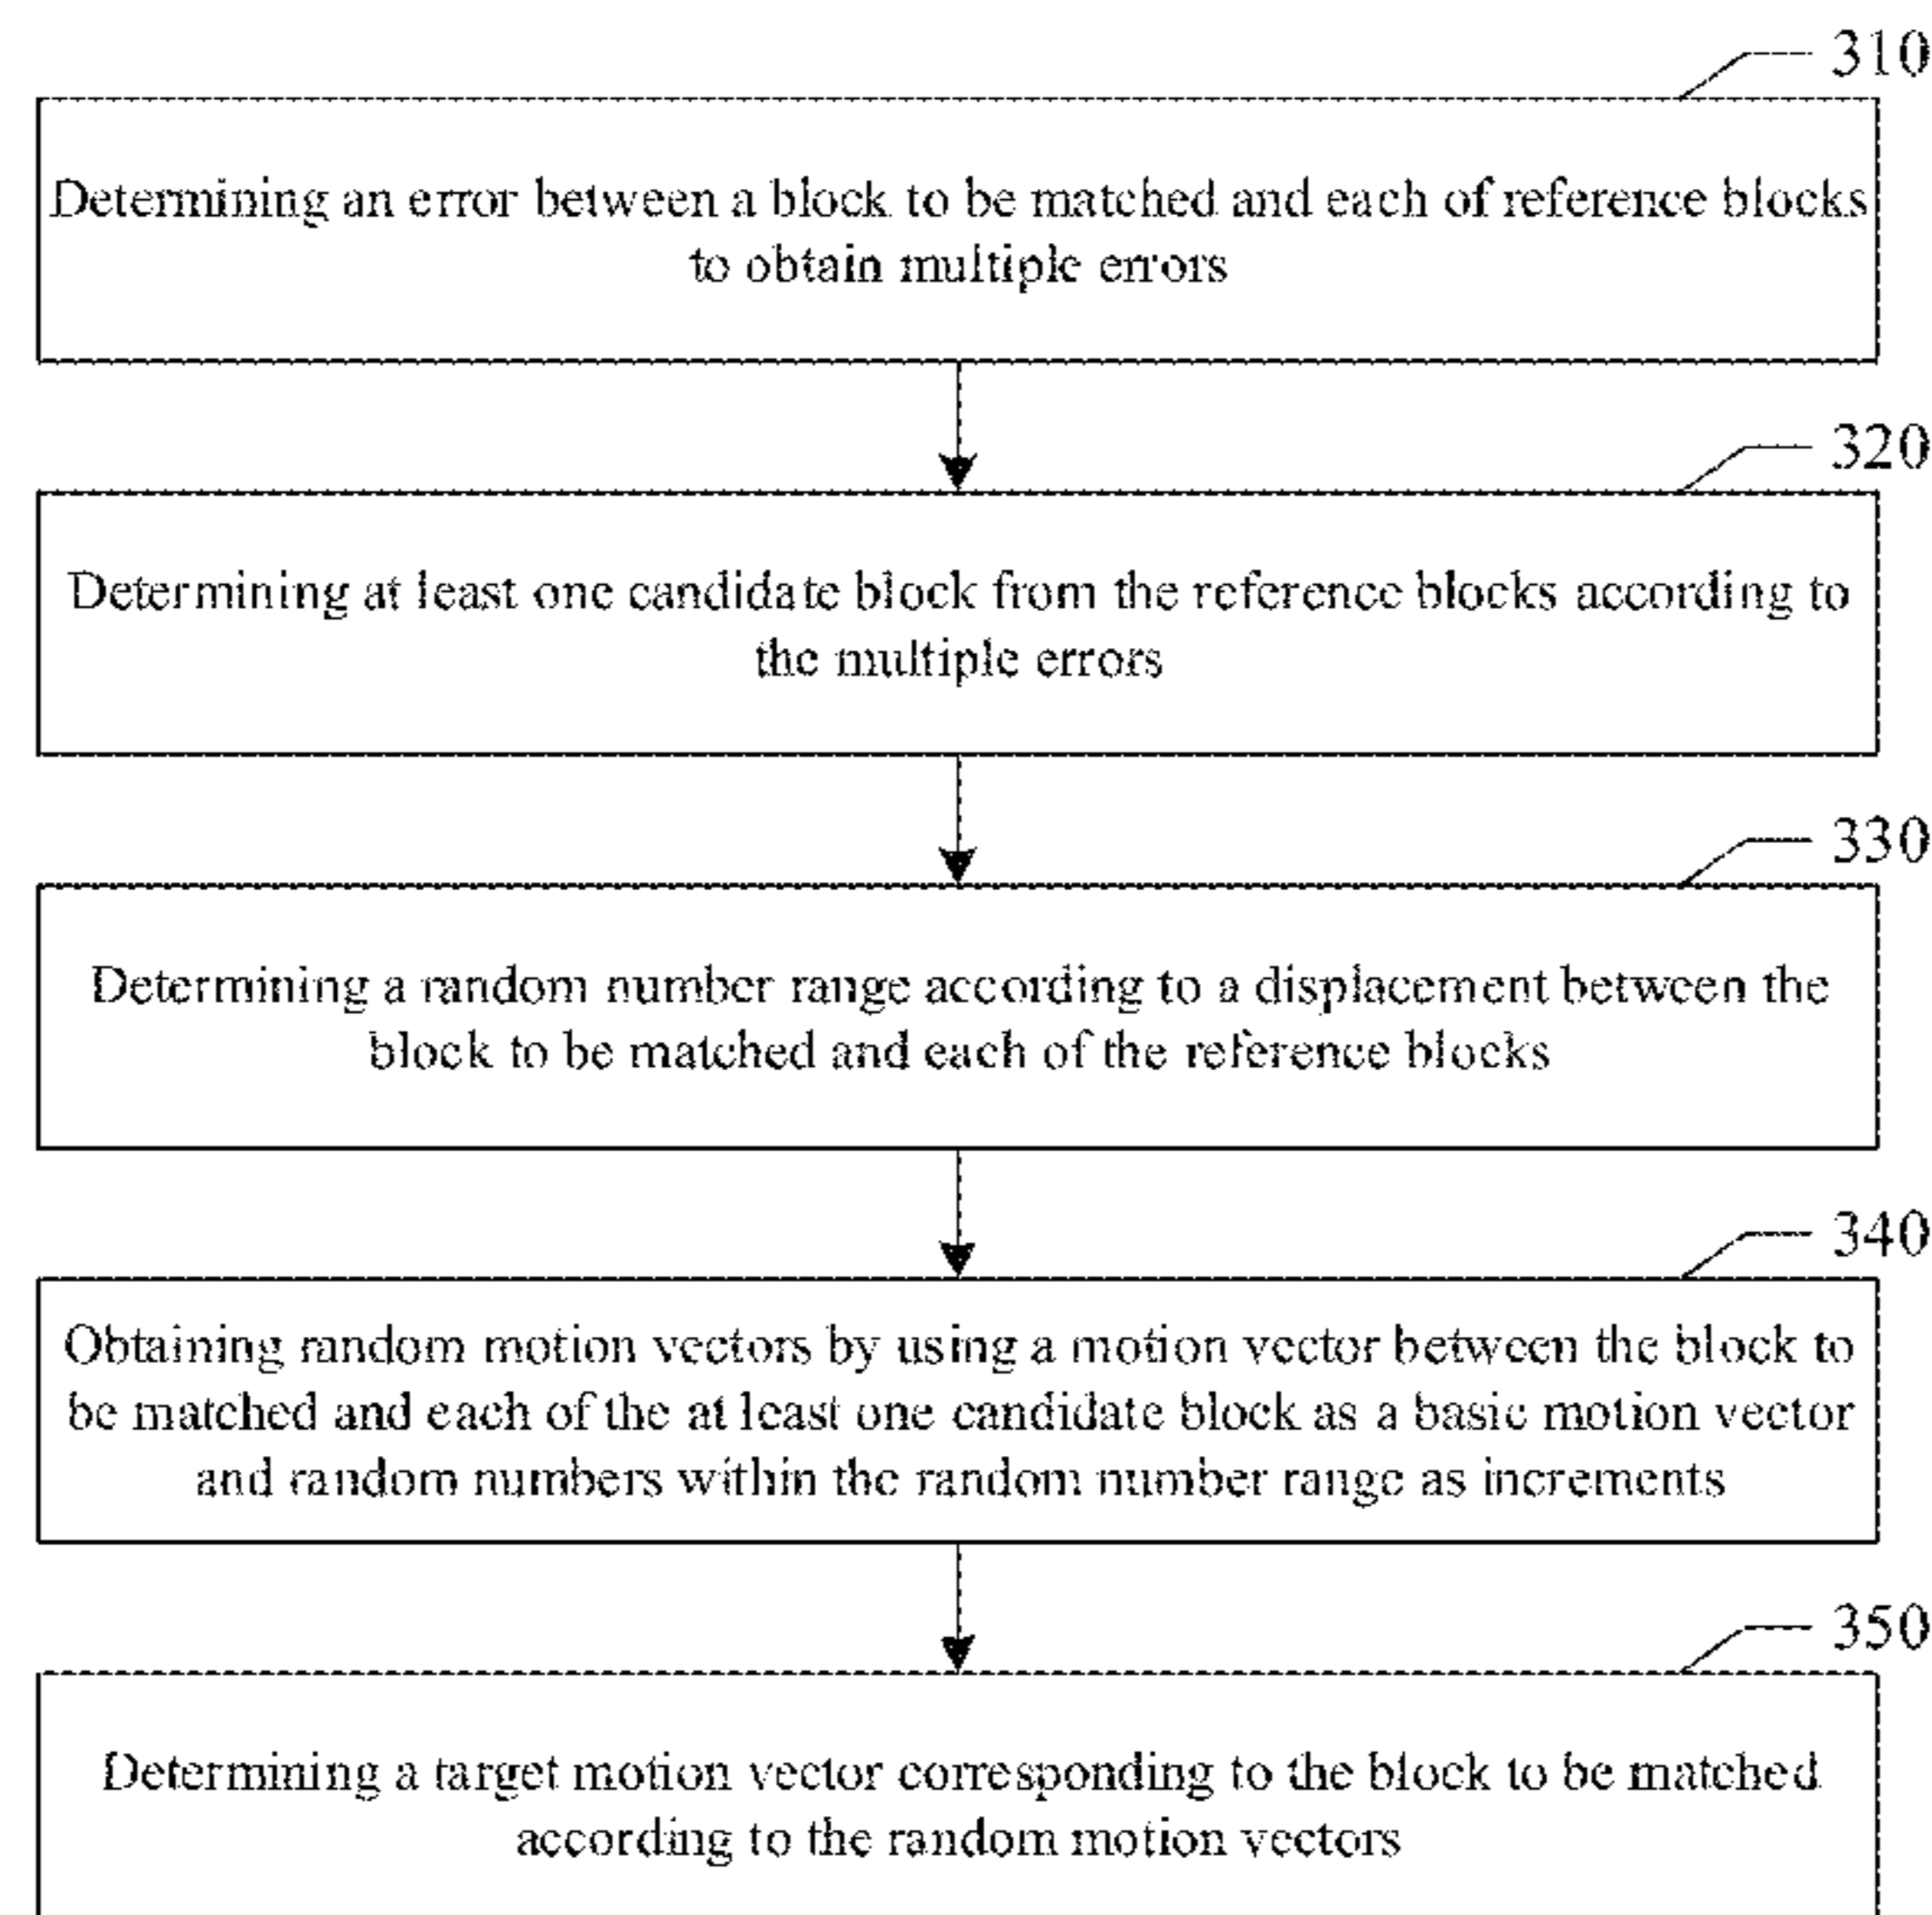 310
Determining an error between a block to be matched and each of reference blocks
to obtain multiple errors
320
Determining at least one candidate block from the reference blocks according to
the multiple errors
330
Determining a random number range according to a displacement between the
block to be matched and each of the reference blocks
340
Obtaining random motion vectors by using a motion vector between the block to
be matched and each of the at least one candidate block as a basic motion vector
and random numbers within the random number range as increments
350
Determining a target motion vector corresponding to the block to be matched
according to the random motion vectors